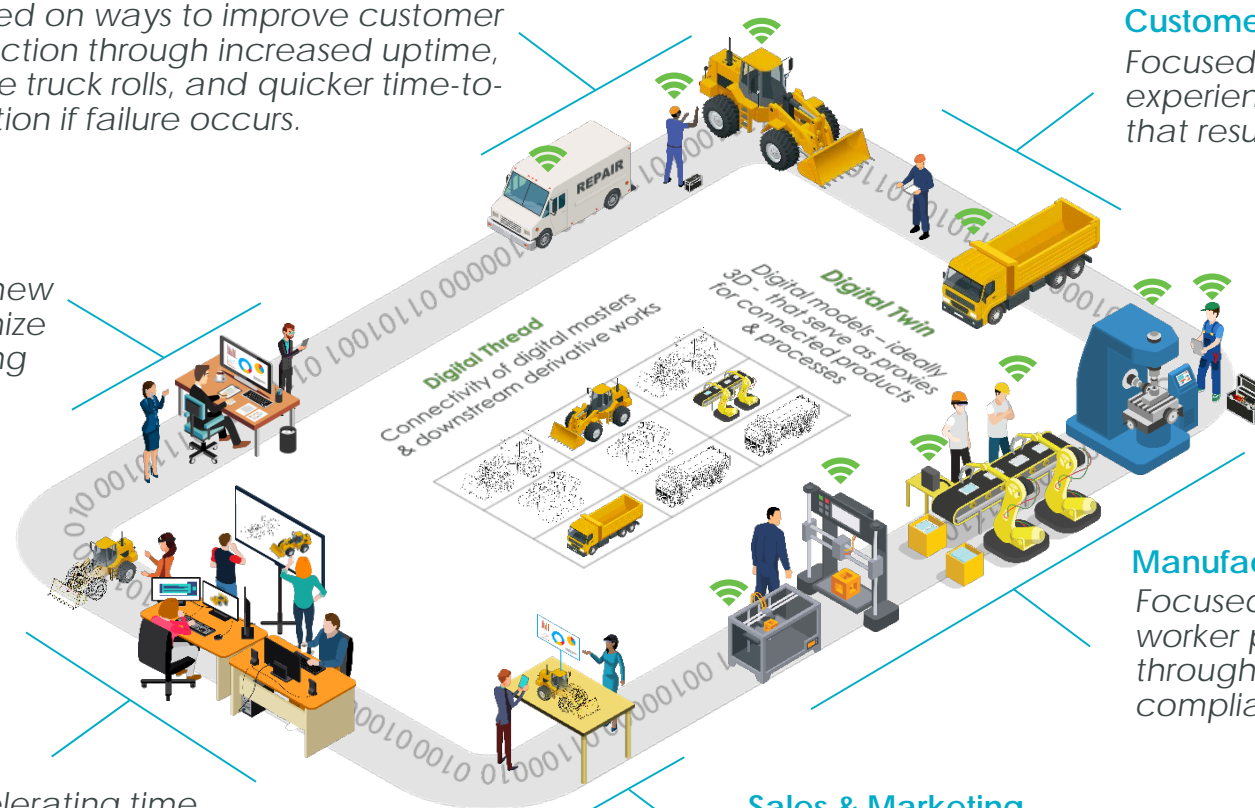 ed on ways to improve customer
ction through increased uptime,
e truck rolls, and quicker time-to-
tion if failure occurs.
Custome
Focused
experien
that resu
REPAIR
new
nize
ng
Digital Thread
Connectivity of digital masters
& downstream derivative works
Digital Twin
Digital models – ideally
3D – that serve as proxies
for connected products
& processes
Manufac
Focused
worker p
through
complia
elerating time
Sales & Marketing